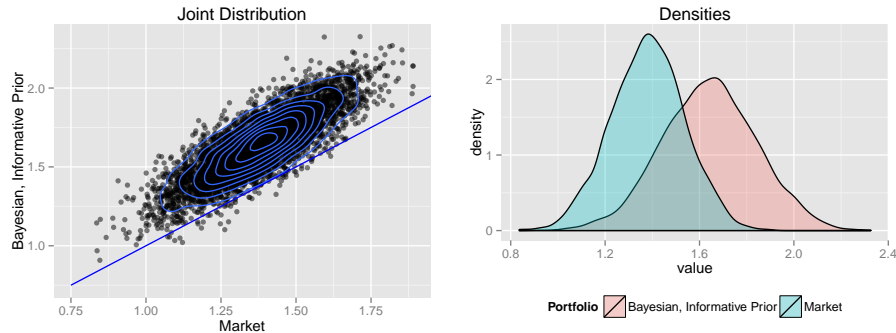 Joint Distribution
Bayesian, Informative Prior
2.0
1.5
1.0
0.75
1.00
1.25
1.50
1.75
Market
Densities
density
2
1
0
0.8
1.2
1.6
2.0
2.4
value
Portfolio Bayesian, Informative Prior Market